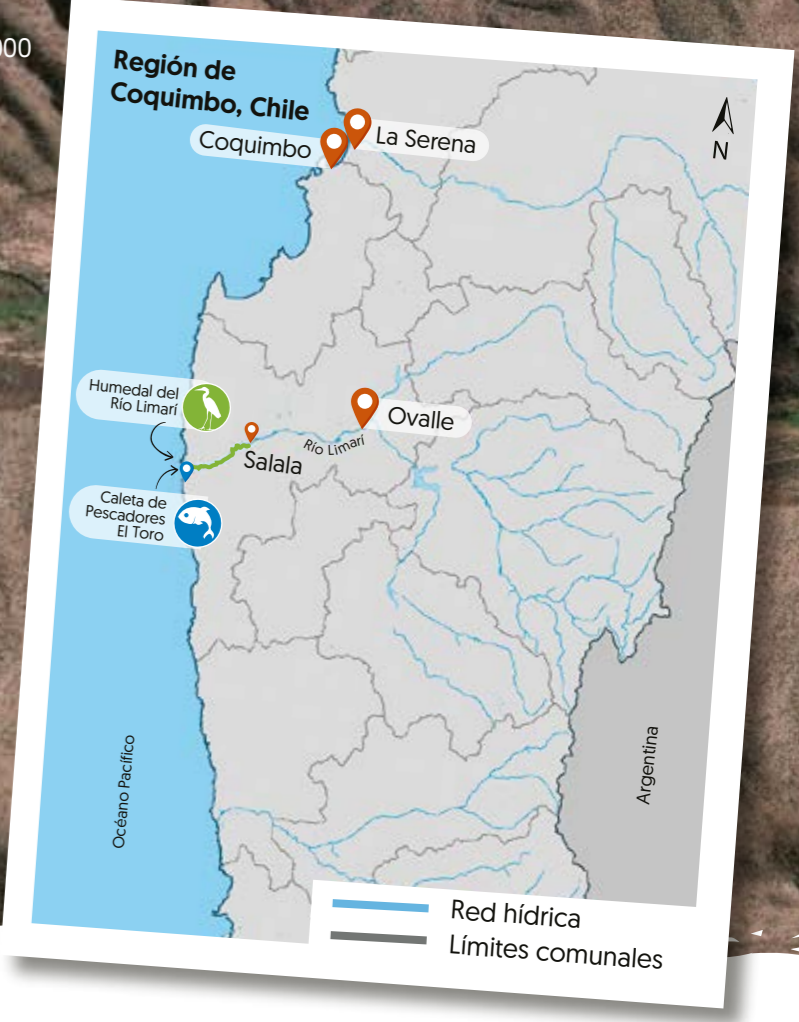 000
Región de
Coquimbo, Chile
La Serena
Coquimbo
N
Humedal del
Río Limarí
Ovalle
Río Limarí
Salala
Caleta de
Pescadores
El Toro
Océano Pacífico
Argentina
Red hídrica
Límites comunales